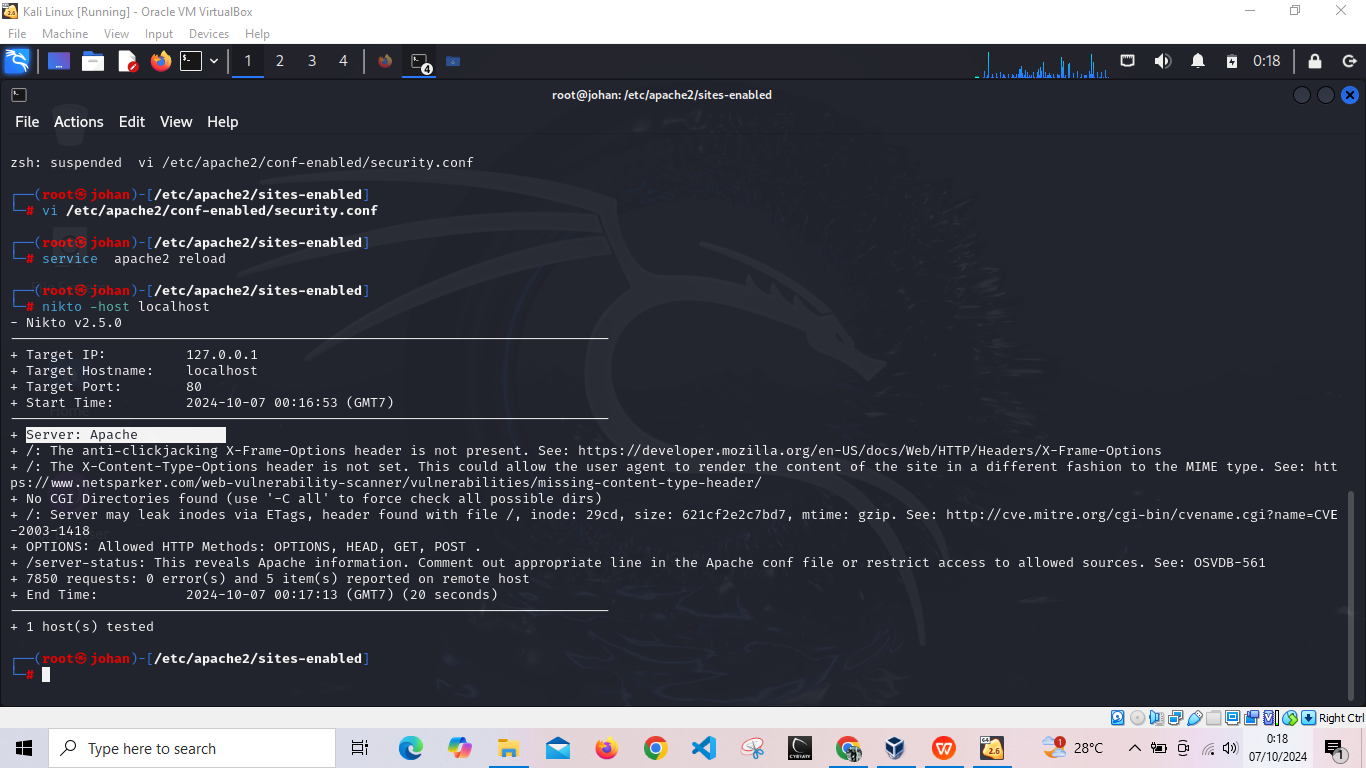 Kali Linux [Running] - Oracle VM VirtualBox
File Machine View Input Devices Help
1 2 3 4 4 0:18
root@johan: /etc/apache2/sites-enabled
File Actions Edit View Help
zsh: suspended  vi /etc/apache2/conf-enabled/security.conf
┌──(root㉿johan)-[/etc/apache2/sites-enabled]
└─# vi /etc/apache2/conf-enabled/security.conf
┌──(root㉿johan)-[/etc/apache2/sites-enabled]
└─# service  apache2 reload
┌──(root㉿johan)-[/etc/apache2/sites-enabled]
└─# nikto -host localhost
- Nikto v2.5.0
+ Target IP:          127.0.0.1
+ Target Hostname:    localhost
+ Target Port:        80
+ Start Time:         2024-10-07 00:16:53 (GMT7)
+ Server: Apache
+ /: The anti-clickjacking X-Frame-Options header is not present. See: https://developer.mozilla.org/en-US/docs/Web/HTTP/Headers/X-Frame-Options
+ /: The X-Content-Type-Options header is not set. This could allow the user agent to render the content of the site in a different fashion to the MIME type. See: htt
ps://www.netsparker.com/web-vulnerability-scanner/vulnerabilities/missing-content-type-header/
+ No CGI Directories found (use '-C all' to force check all possible dirs)
+ /: Server may leak inodes via ETags, header found with file /, inode: 29cd, size: 621cf2e2c7bd7, mtime: gzip. See: http://cve.mitre.org/cgi-bin/cvename.cgi?name=CVE
-2003-1418
+ OPTIONS: Allowed HTTP Methods: OPTIONS, HEAD, GET, POST .
+ /server-status: This reveals Apache information. Comment out appropriate line in the Apache conf file or restrict access to allowed sources. See: OSVDB-561
+ 7850 requests: 0 error(s) and 5 item(s) reported on remote host
+ End Time:           2024-10-07 00:17:13 (GMT7) (20 seconds)
+ 1 host(s) tested
┌──(root㉿johan)-[/etc/apache2/sites-enabled]
└─#
Right Ctrl
Type here to search
1 28°C
0:18
07/10/2024
1